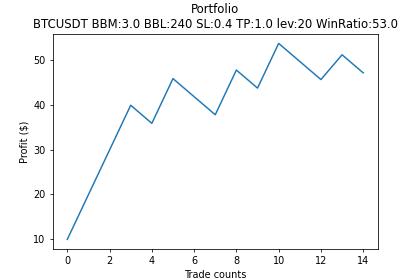 Portfolio
BTCUSDT BBM:3.0 BBL:240 SL:0.4 TP:1.0 lev:20 WinRatio:53.0
50
40
30
20
10
Profit ($)
0 2 4 6 8 10 12 14
Trade counts